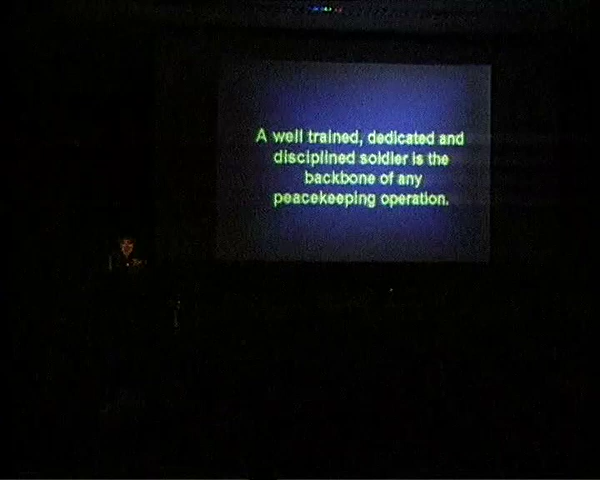 A well trained, dedicated and
disciplined soldier is the
backbone of any
peacekeeping operation.